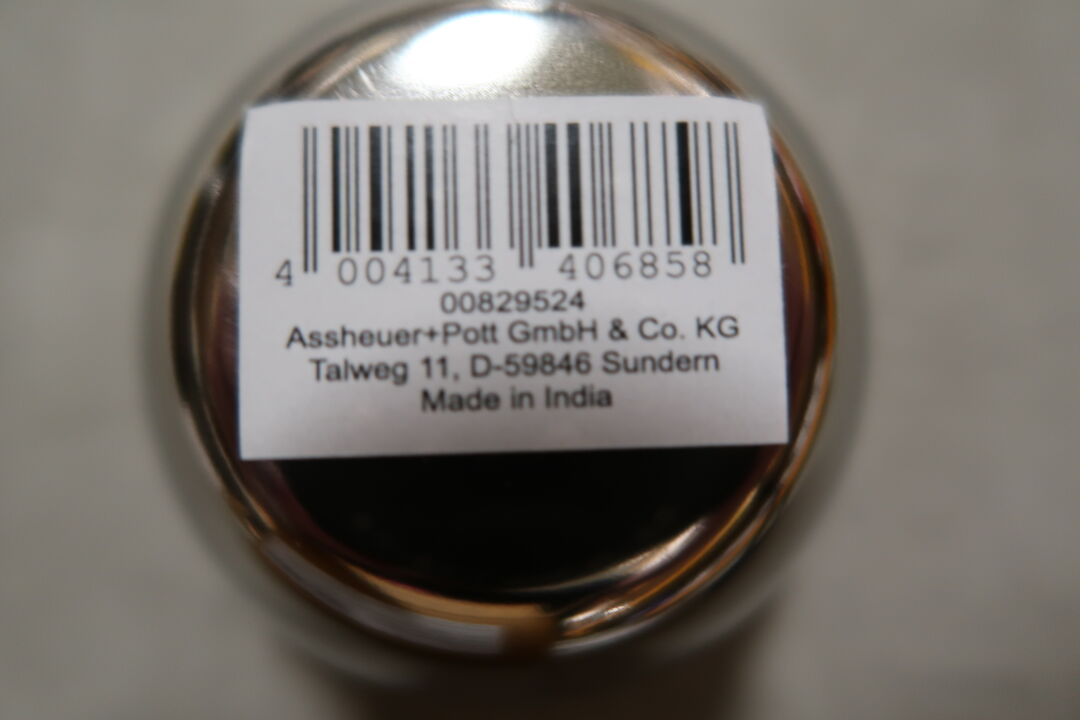 4 004133 406858
00829524
Assheuer+Pott GmbH & Co. KG
Talweg 11, D-59846 Sundern
Made in India